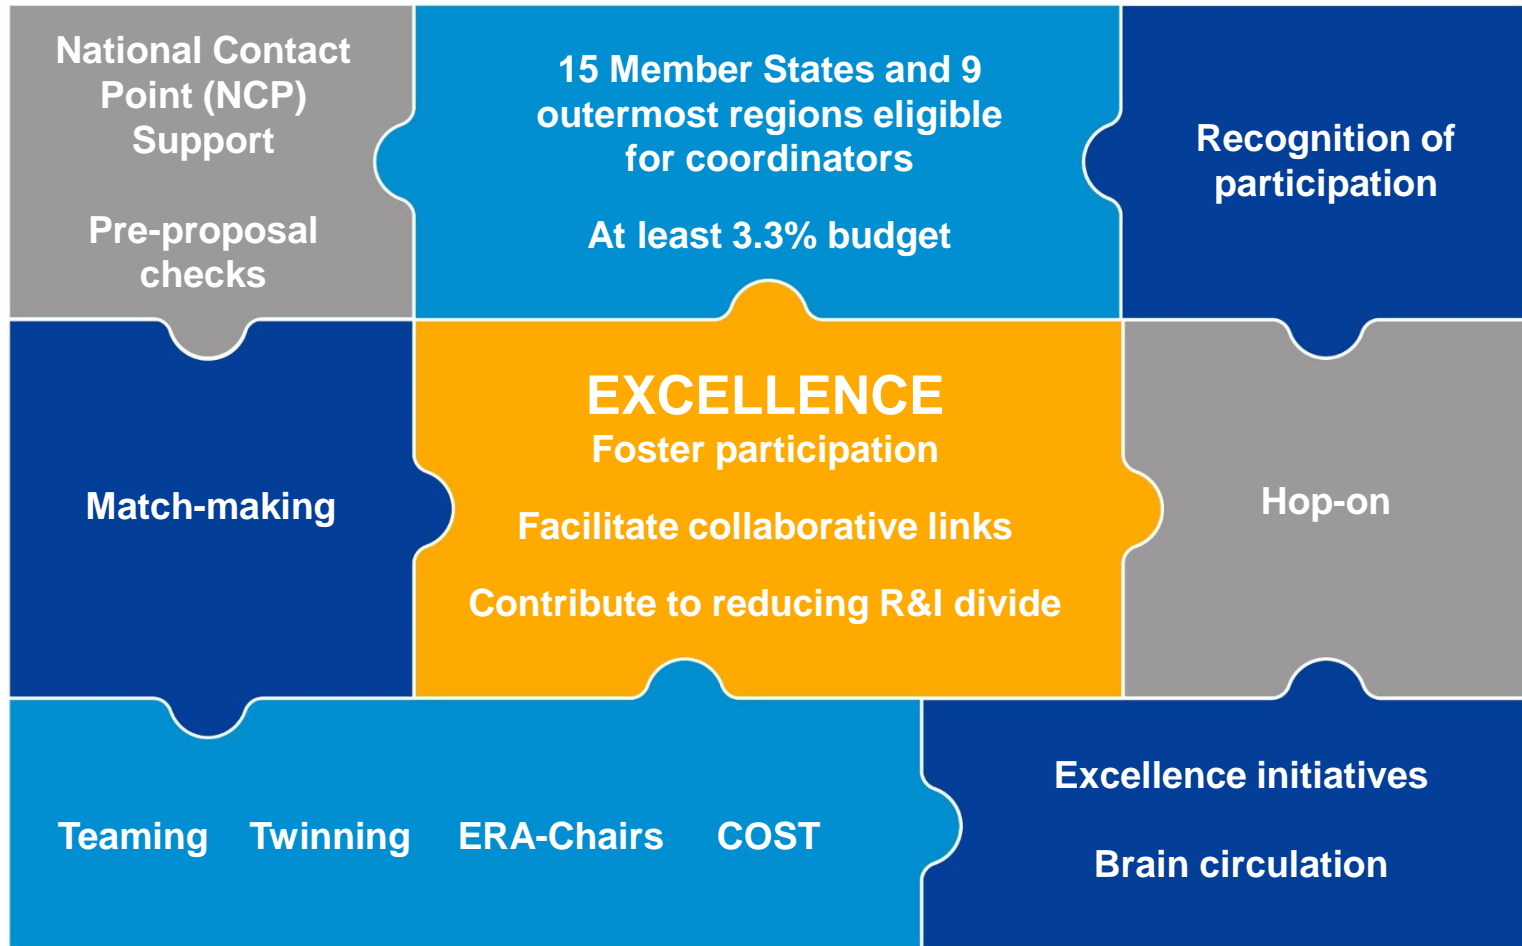 National Contact
Point (NCP)
Support
Pre-proposal
checks
15 Member States and 9
outermost regions eligible
for coordinators
At least 3.3% budget
Recognition of
participation
Match-making
EXCELLENCE
Foster participation
Facilitate collaborative links
Contribute to reducing R&I divide
Hop-on
Teaming Twinning ERA-Chairs COST
Excellence initiatives
Brain circulation